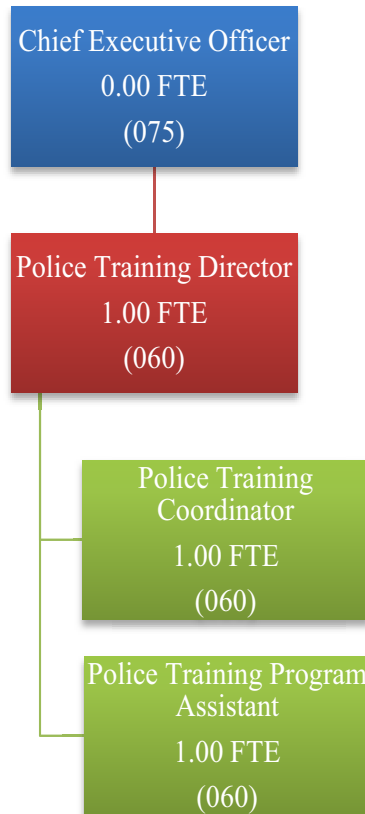 Chief Executive Officer
0.00 FTE
(075)
Police Training Director
1.00 FTE
(060)
Police Training
Coordinator
1.00 FTE
(060)
Police Training Program
Assistant
1.00 FTE
(060)